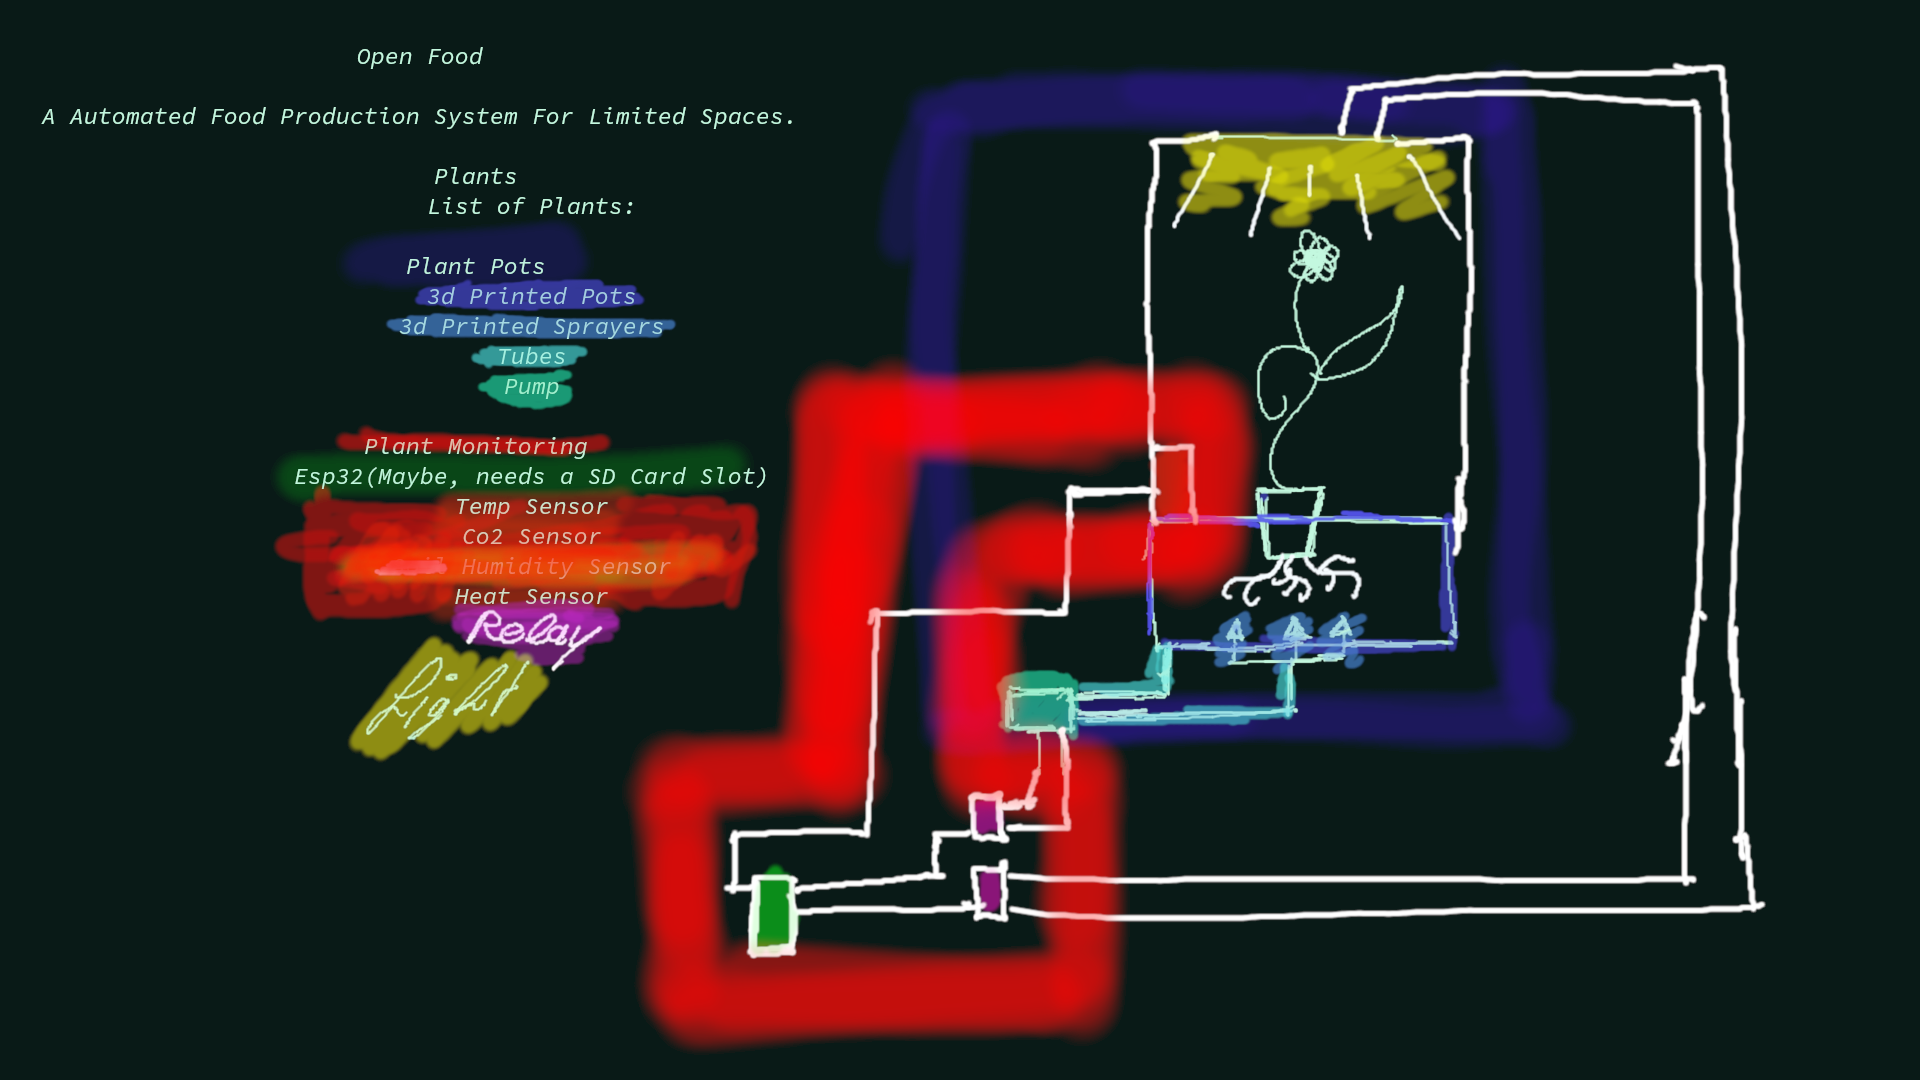 Open Food
A Automated Food Production System For Limited Spaces.
Plants
List of Plants:
Plant Pots
3d Printed Pots
3d Printed Sprayers
Tubes
Pump
Plant Monitoring
Esp32(Maybe, needs a SD Card Slot)
Temp Sensor
Co2 Sensor
Humidity Sensor
Heat Sensor
Relay
Light